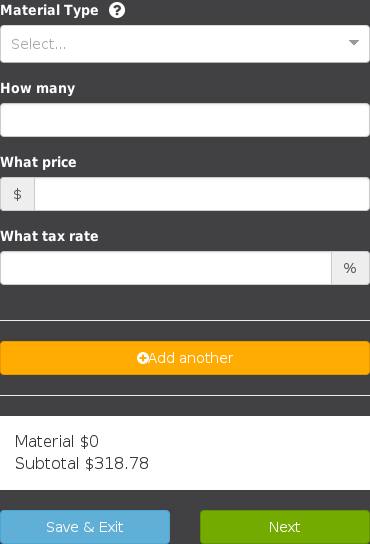 Material Type ?
Select...
How many
What price
$
What tax rate
%
Add another
Material $0
Subtotal $318.78
Save & Exit
Next